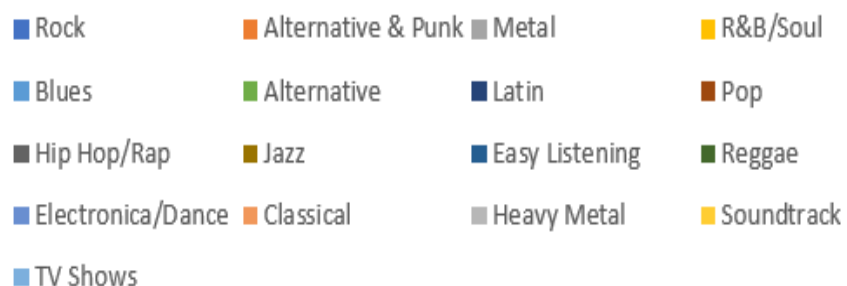 Rock Alternative & Punk Metal R&B/Soul
Blues Alternative Latin Pop
Hip Hop/Rap Jazz Easy Listening Reggae
Electronica/Dance Classical Heavy Metal Soundtrack
TV Shows